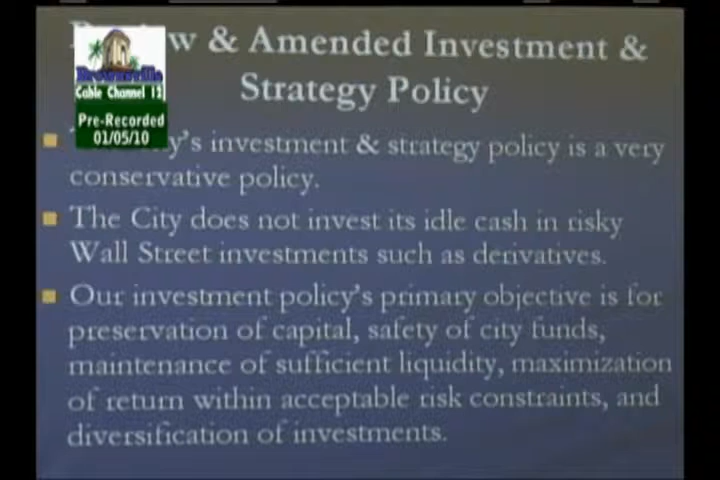 w & Amended Investment &
Strategy Policy
Brownsville
Cable Channel 12
Pre-Recorded
01/05/10
y's investment & strategy policy is a very
conservative policy.
The City does not invest its idle cash in risky
Wall Street investments such as derivatives.
Our investment policy's primary objective is for
preservation of capital, safety of city funds,
maintenance of sufficient liquidity, maximization
of return within acceptable risk constraints, and
diversification of investments.